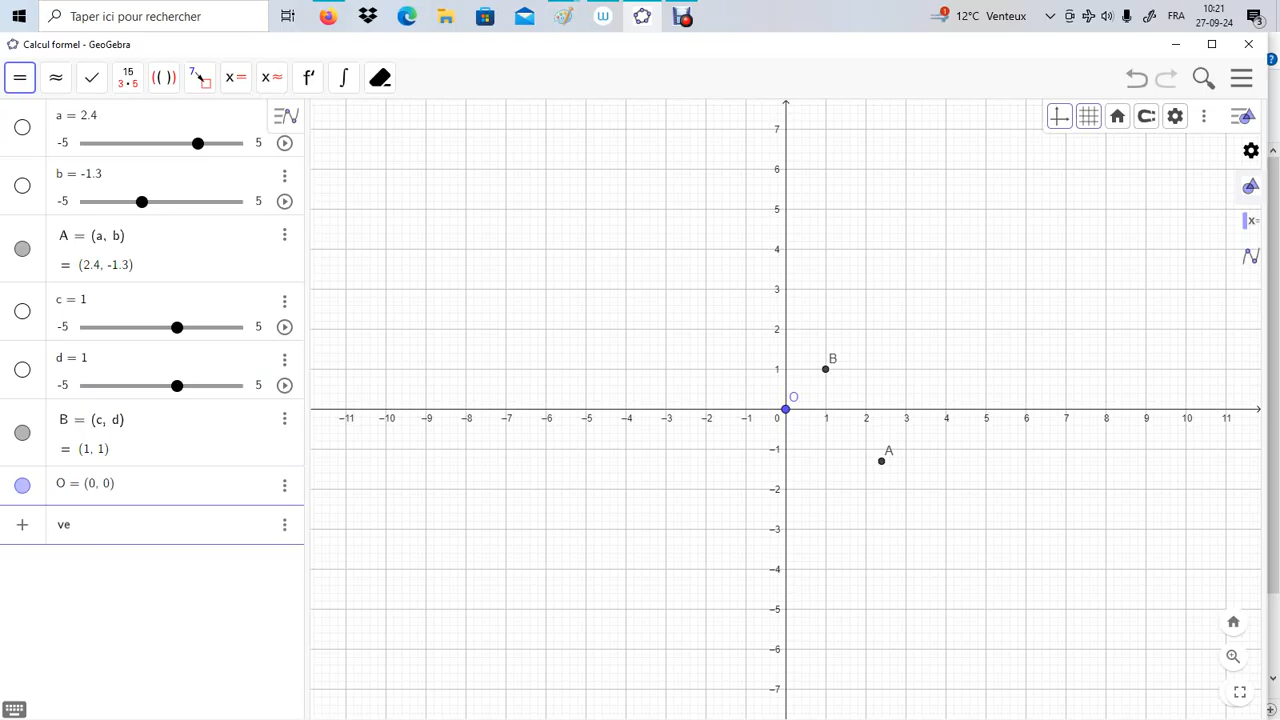 Taper ici pour rechercher
12°C Venteux
FRA
10:21
27-09-24
3
Calcul formel - GeoGebra
= ≈ ✓ 15 3·5 (( )) 7 x= x≈ f' ∫
a = 2.4
-5 5
b = -1.3
-5 5
A = (a, b)
= (2.4, -1.3)
c = 1
-5 5
d = 1
-5 5
B = (c, d)
= (1, 1)
O = (0, 0)
+ ve
7
6
5
4
3
2
B
1
O
−11 −10 −9 −8 −7 −6 −5 −4 −3 −2 −1 0 1 2 3 4 5 6 7 8 9 10 11
−1
A
−2
−3
−4
−5
−6
−7
x=